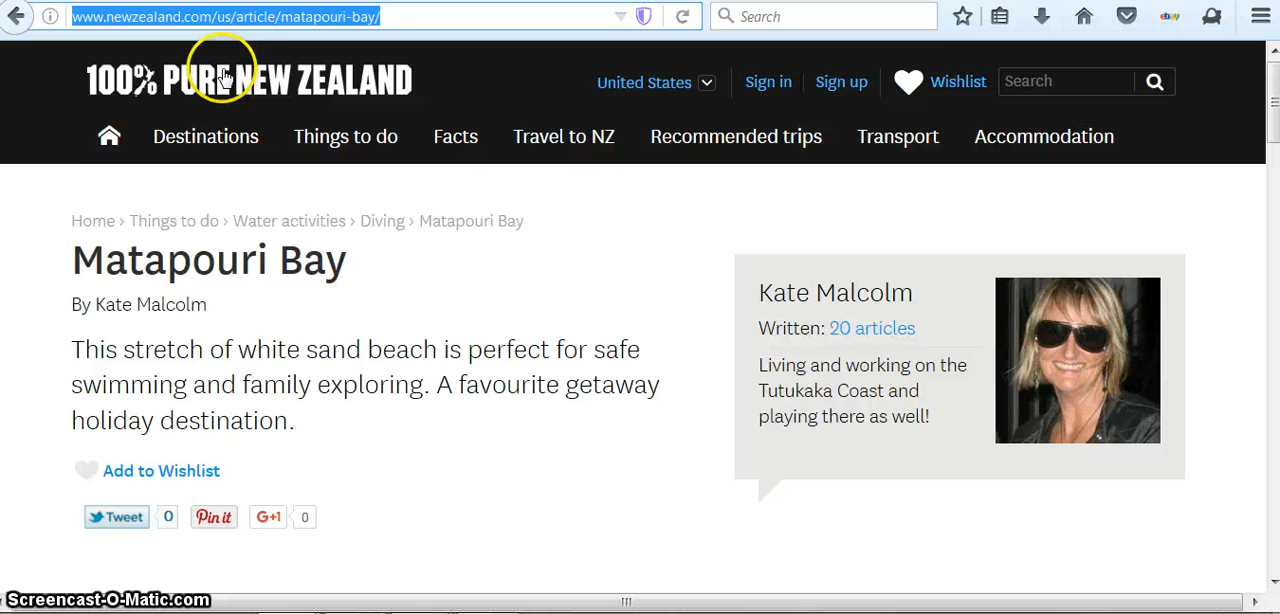 www.newzealand.com/us/article/matapouri-bay/
Search
100% PURE NEW ZEALAND
United States
Sign in
Sign up
Wishlist
Search
Destinations
Things to do
Facts
Travel to NZ
Recommended trips
Transport
Accommodation
Home › Things to do › Water activities › Diving › Matapouri Bay
Matapouri Bay
By Kate Malcolm
This stretch of white sand beach is perfect for safe
swimming and family exploring. A favourite getaway
holiday destination.
Add to Wishlist
Tweet
0
Pin it
G+1
0
Kate Malcolm
Written: 20 articles
Living and working on the
Tutukaka Coast and
playing there as well!
Screencast-O-Matic.com